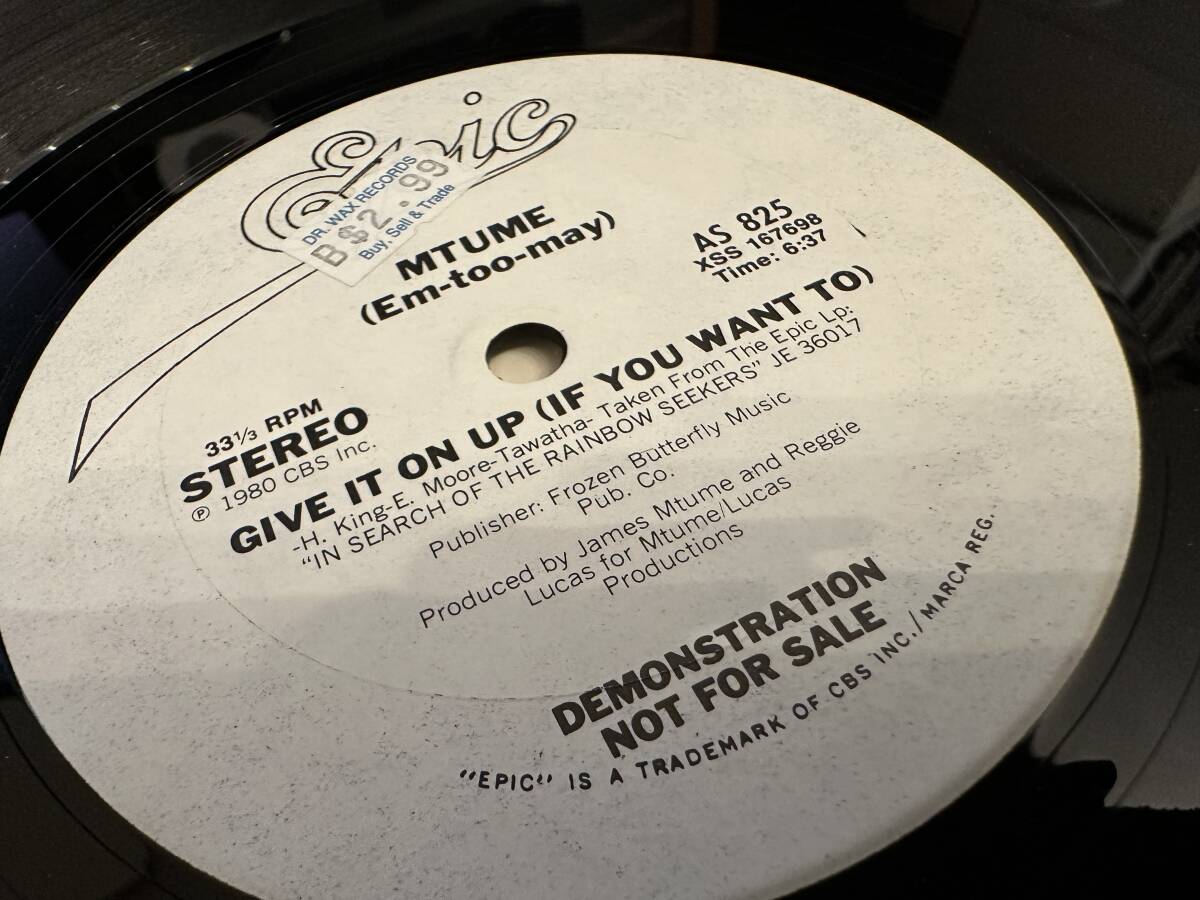 Epic
DR. WAX RECORDS
B $2.99
Buy, Sell & Trade
MTUME
(Em-too-may)
AS 825
XSS 167698
Time: 6:37
33⅓ RPM
STEREO
℗ 1980 CBS Inc.
GIVE IT ON UP (IF YOU WANT TO)
-H. King-E. Moore-Tawatha- Taken From The Epic Lp:
"IN SEARCH OF THE RAINBOW SEEKERS" JE 36017
Publisher: Frozen Butterfly Music
Pub. Co.
Produced by James Mtume and Reggie
Lucas for Mtume/Lucas
Productions
DEMONSTRATION
NOT FOR SALE
"EPIC" IS A TRADEMARK OF CBS INC./MARCA REG.